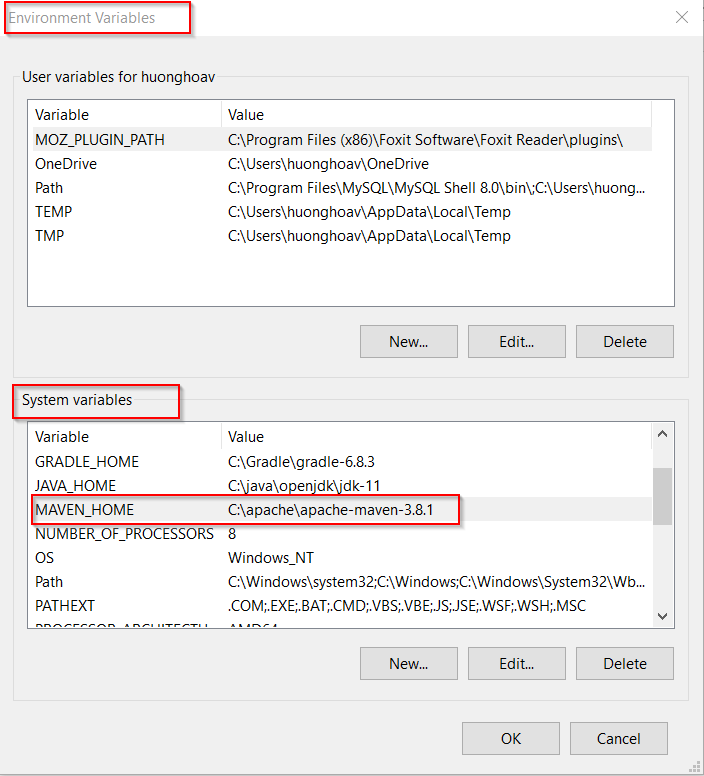 Environment Variables
User variables for huonghoav
Variable Value
MOZ_PLUGIN_PATH C:\Program Files (x86)\Foxit Software\Foxit Reader\plugins\
OneDrive C:\Users\huonghoav\OneDrive
Path C:\Program Files\MySQL\MySQL Shell 8.0\bin\;C:\Users\huong...
TEMP C:\Users\huonghoav\AppData\Local\Temp
TMP C:\Users\huonghoav\AppData\Local\Temp
New... Edit... Delete
System variables
Variable Value
GRADLE_HOME C:\Gradle\gradle-6.8.3
JAVA_HOME C:\java\openjdk\jdk-11
MAVEN_HOME C:\apache\apache-maven-3.8.1
NUMBER_OF_PROCESSORS 8
OS Windows_NT
Path C:\Windows\system32;C:\Windows;C:\Windows\System32\Wb...
PATHEXT .COM;.EXE;.BAT;.CMD;.VBS;.VBE;.JS;.JSE;.WSF;.WSH;.MSC
PROCESSOR_ARCHITECTU... AMD64
New... Edit... Delete
OK Cancel